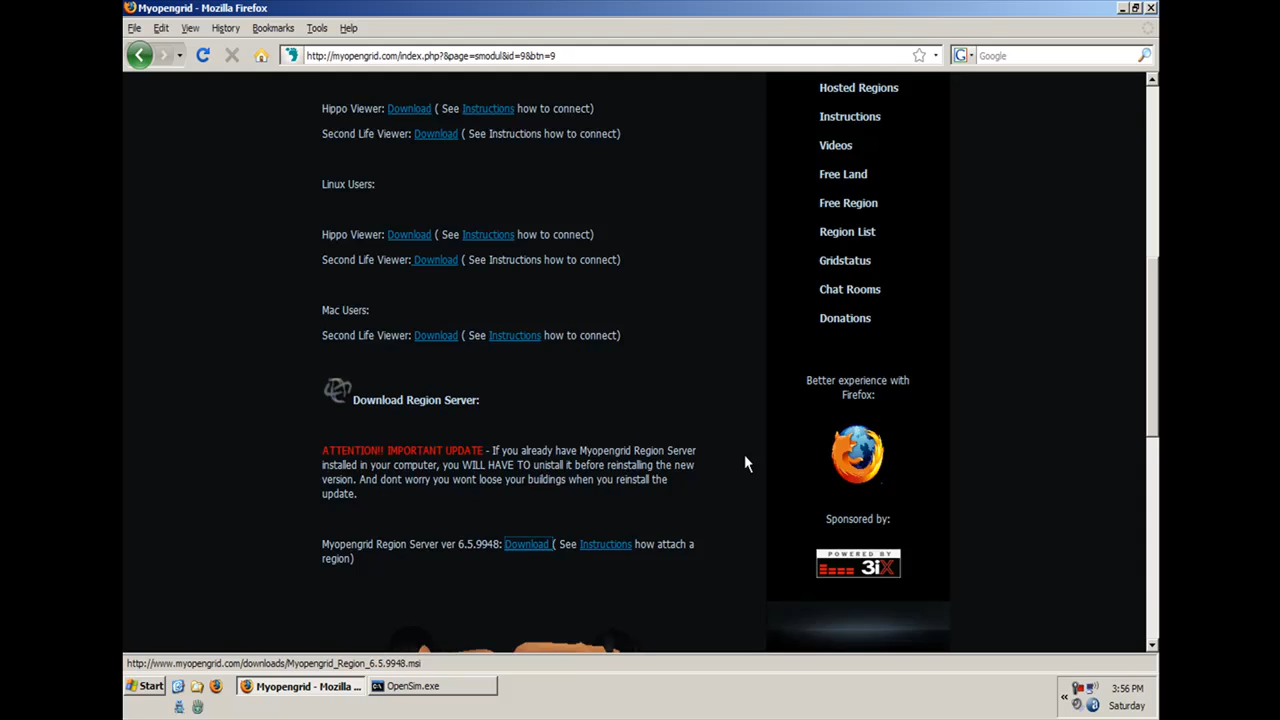 Myopengrid - Mozilla Firefox
File Edit View History Bookmarks Tools Help
http://myopengrid.com/index.php?&page=smodul&id=9&btn=9
G Google
Hippo Viewer: Download ( See Instructions how to connect)
Second Life Viewer: Download ( See Instructions how to connect)
Linux Users:
Hippo Viewer: Download ( See Instructions how to connect)
Second Life Viewer: Download ( See Instructions how to connect)
Mac Users:
Second Life Viewer: Download ( See Instructions how to connect)
Download Region Server:
ATTENTION!! IMPORTANT UPDATE - If you already have Myopengrid Region Server
installed in your computer, you WILL HAVE TO unistall it before reinstalling the new
version. And dont worry you wont loose your buildings when you reinstall the
update.
Myopengrid Region Server ver 6.5.9948: Download ( See Instructions how attach a
region)
Hosted Regions
Instructions
Videos
Free Land
Free Region
Region List
Gridstatus
Chat Rooms
Donations
Better experience with
Firefox:
Sponsored by:
POWERED BY
3iX
http://www.myopengrid.com/downloads/Myopengrid_Region_6.5.9948.msi
Start
Myopengrid - Mozilla ...
OpenSim.exe
3:56 PM
Saturday